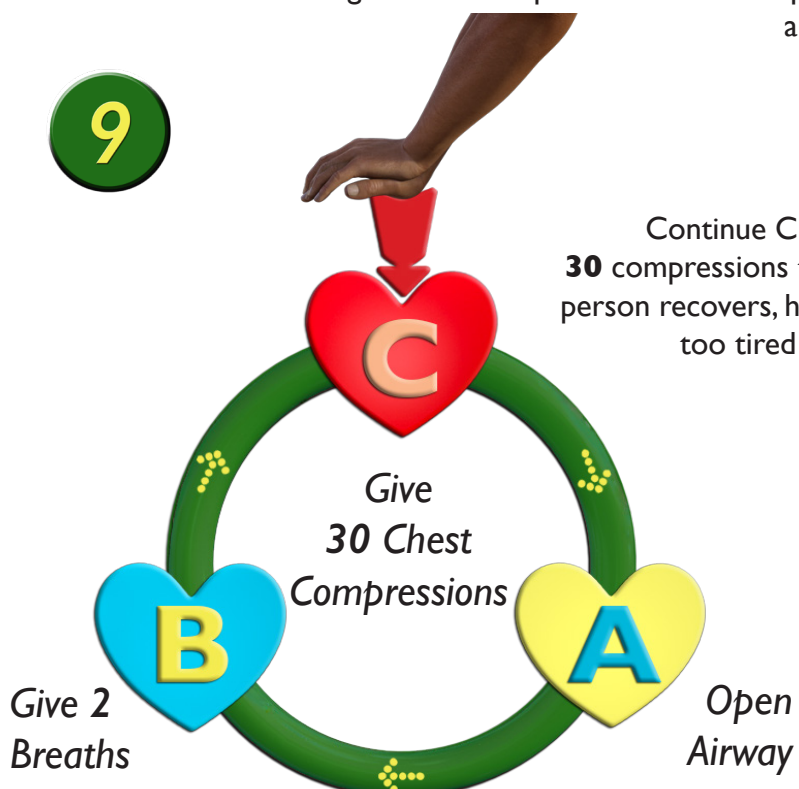 a
9
Continue C
30 compressions
person recovers, h
too tired
C
Give
30 Chest
Compressions
B
A
Give 2
Breaths
Open
Airway